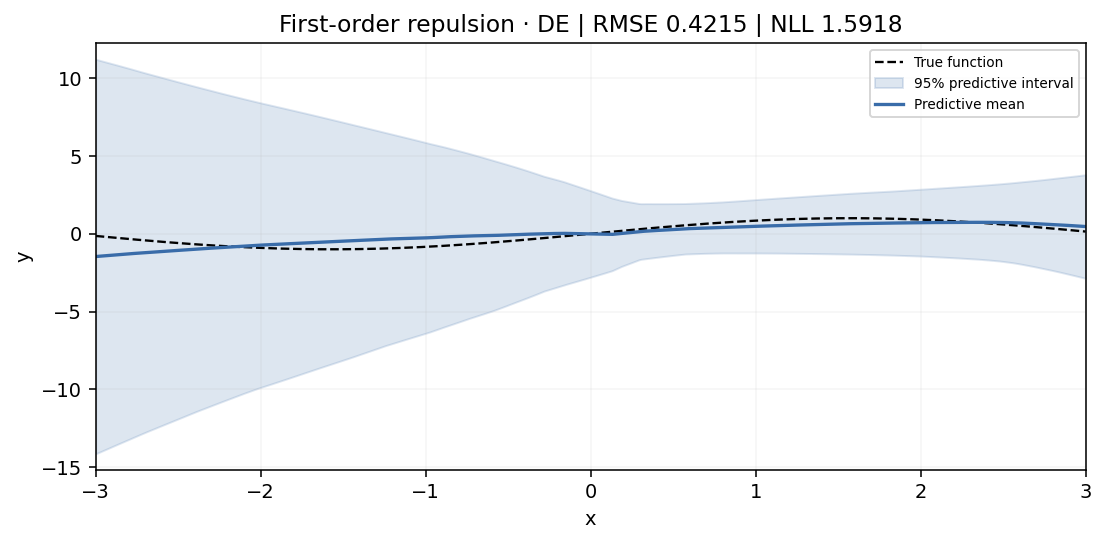 First-order repulsion · DE | RMSE 0.4215 | NLL 1.5918
True function
95% predictive interval
Predictive mean
10
5
0
−5
−10
−15
y
−3
−2
−1
0
1
2
3
x